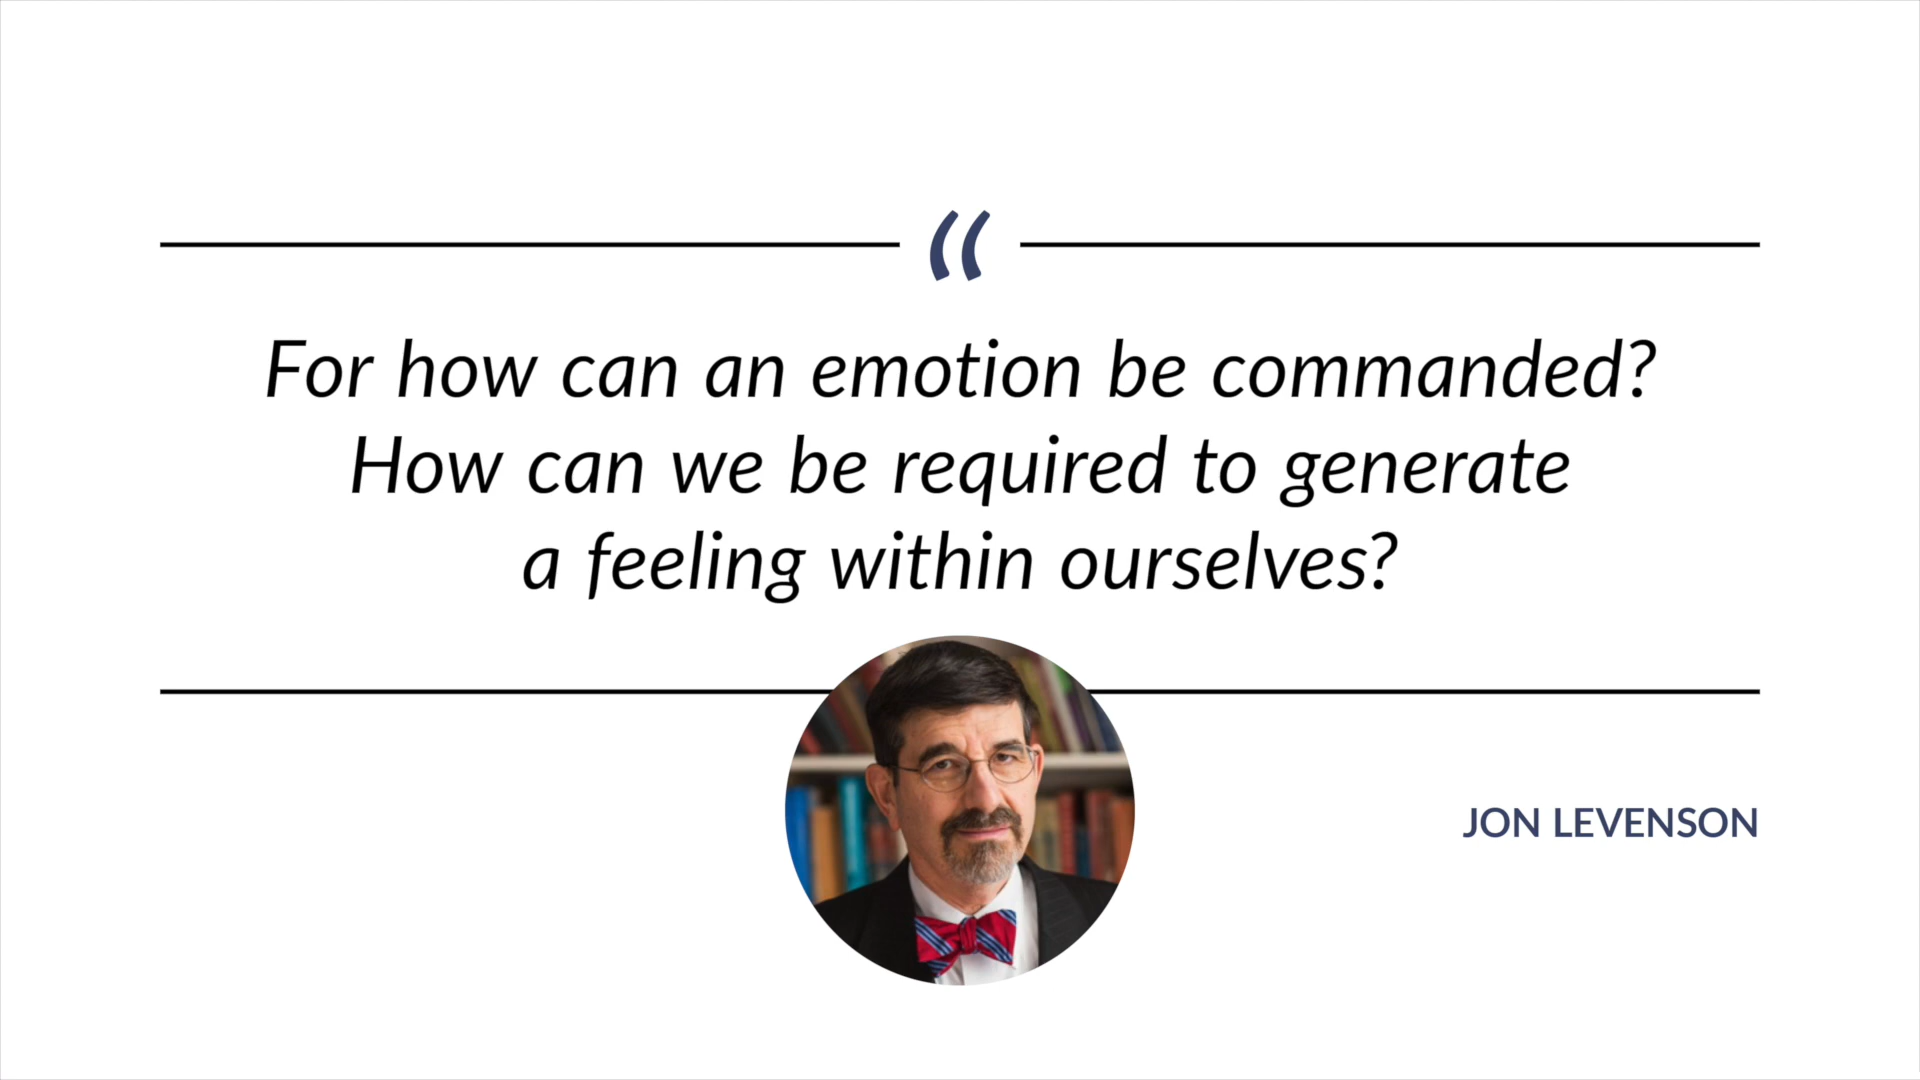 “
For how can an emotion be commanded?
How can we be required to generate
a feeling within ourselves?
JON LEVENSON